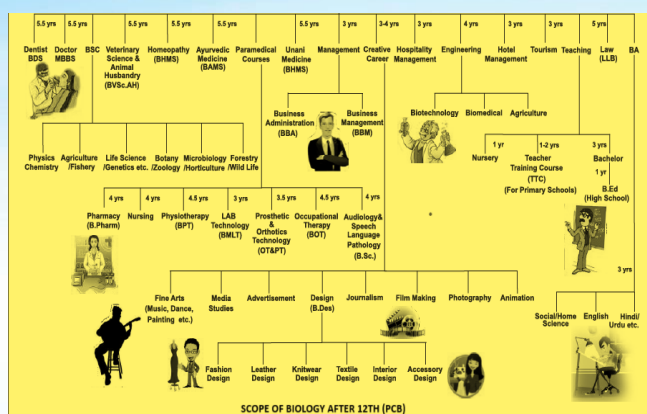 5.5 yrs 5.5 yrs 5.5 yrs 5.5 yrs 5.5 yrs 5.5 yrs 3 yrs 3-4 yrs 3 yrs 4 yrs 3 yrs 3 yrs 5 yrs
Dentist BDS
Doctor MBBS
BSC
Veterinary Science & Animal Husbandry (BVSc.AH)
Homeopathy (BHMS)
Ayurvedic Medicine (BAMS)
Paramedical Courses
Unani Medicine (BHMS)
Management
Creative Career
Hospitality Management
Engineering
Hotel Management
Tourism
Teaching
Law (LLB)
BA
Business Administration (BBA)
Business Management (BBM)
Biotechnology
Biomedical
Agriculture
Physics Chemistry
Agriculture /Fishery
Life Science /Genetics etc.
Botany /Zoology
Microbiology /Horticulture
Forestry /Wild Life
1 yr
Nursery
1-2 yrs
Teacher Training Course (TTC) (For Primary Schools)
3 yrs
Bachelor
1 yr
B.Ed (High School)
4 yrs 4 yrs 4.5 yrs 3 yrs 3.5 yrs 4.5 yrs 4 yrs
Pharmacy (B.Pharm)
Nursing
Physiotherapy (BPT)
LAB Technology (BMLT)
Prosthetic & Orthotics Technology (OT&PT)
Occupational Therapy (BOT)
Audiology& Speech Language Pathology (B.Sc.)
3 yrs
Fine Arts (Music, Dance, Painting etc.)
Media Studies
Advertisement
Design (B.Des)
Journalism
Film Making
Photography
Animation
Social/Home Science
English
Hindi/ Urdu etc.
Fashion Design
Leather Design
Knitwear Design
Textile Design
Interior Design
Accessory Design
SCOPE OF BIOLOGY AFTER 12TH (PCB)